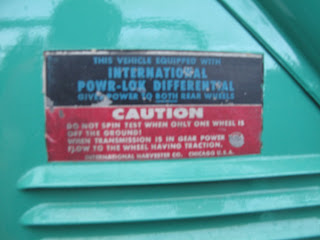 THIS VEHICLE EQUIPPED WITH
INTERNATIONAL
POWR-LOK DIFFERENTIAL
GIVES POWER TO BOTH REAR WHEELS
CAUTION
DO NOT SPIN TEST WHEN ONLY ONE WHEEL IS
OFF THE GROUND!
WHEN TRANSMISSION IS IN GEAR POWER
FLOW TO THE WHEEL HAVING TRACTION.
INTERNATIONAL HARVESTER CO. CHICAGO U.S.A.